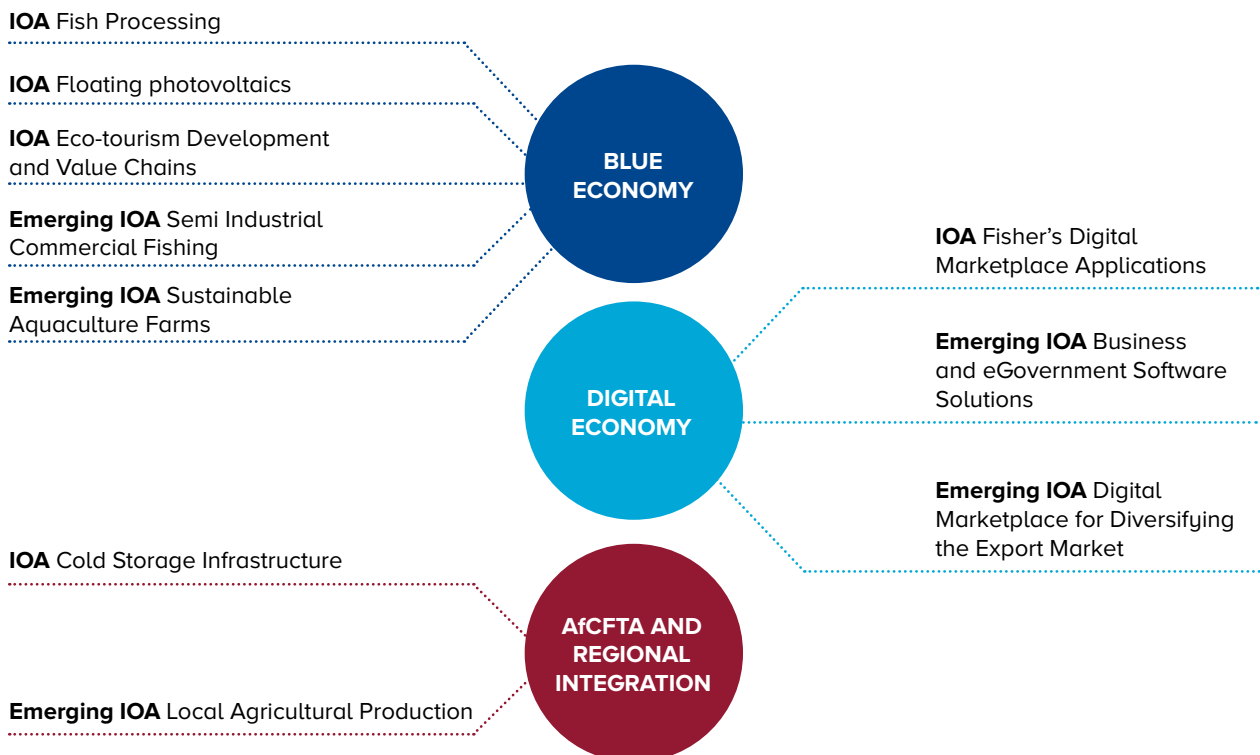 IOA Fish Processing
IOA Floating photovoltaics
IOA Eco-tourism Development
and Value Chains
Emerging IOA Semi Industrial
Commercial Fishing
Emerging IOA Sustainable
Aquaculture Farms
BLUE
ECONOMY
IOA Fisher’s Digital
Marketplace Applications
Emerging IOA Business
and eGovernment Software
Solutions
Emerging IOA Digital
Marketplace for Diversifying
the Export Market
DIGITAL
ECONOMY
IOA Cold Storage Infrastructure
Emerging IOA Local Agricultural Production
AfCFTA AND
REGIONAL
INTEGRATION